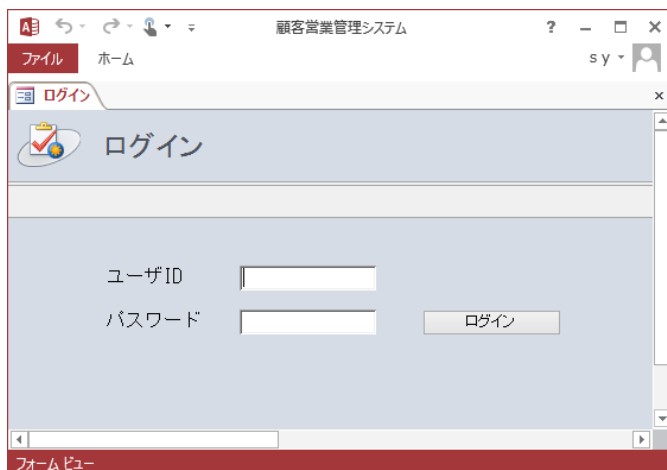 顧客営業管理システム
ファイル ホーム s y
ログイン
ログイン
ユーザID
パスワード ログイン
フォーム ビュー